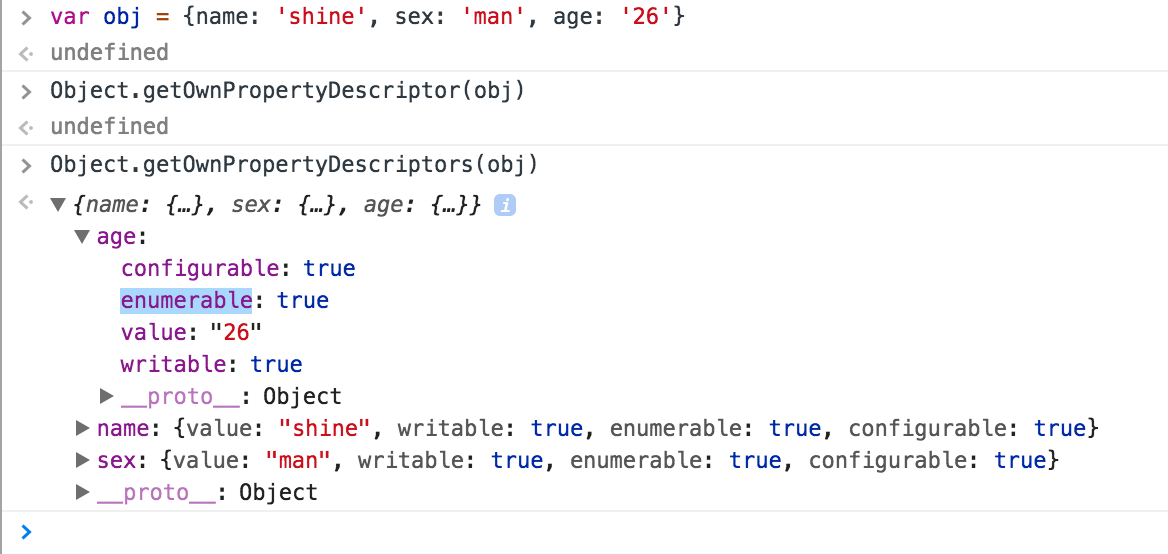 > var obj = {name: 'shine', sex: 'man', age: '26'}
undefined
> Object.getOwnPropertyDescriptor(obj)
undefined
> Object.getOwnPropertyDescriptors(obj)
▼ {name: {…}, sex: {…}, age: {…}} i
▼ age:
configurable: true
enumerable: true
value: "26"
writable: true
▶ __proto__: Object
▶ name: {value: "shine", writable: true, enumerable: true, configurable: true}
▶ sex: {value: "man", writable: true, enumerable: true, configurable: true}
▶ __proto__: Object
>